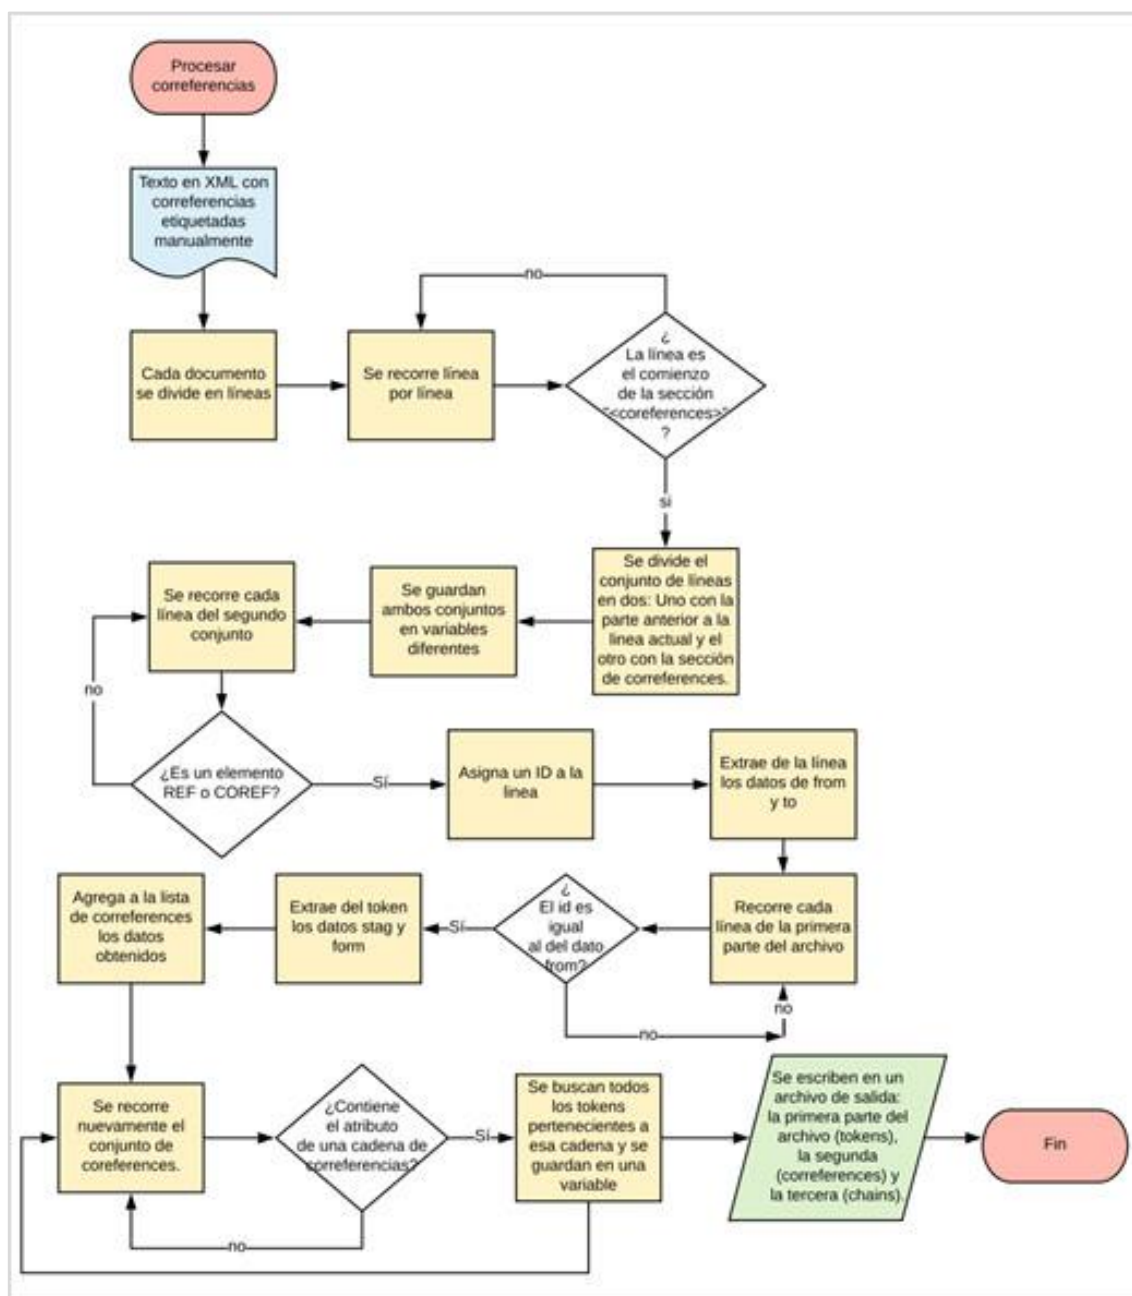 Procesar
correferencias
Texto en XML con
correferencias
etiquetadas
manualmente
Cada documento
se divide en líneas
Se recorre línea
por línea
no
¿
La línea es
el comienzo
de la sección
"<coreferences>"
?
si
Se divide el
conjunto de líneas
en dos: Uno con la
parte anterior a la
linea actual y el
otro con la sección
de correferences.
Se guardan
ambos conjuntos
en variables
diferentes
Se recorre cada
línea del segundo
conjunto
no
¿Es un elemento
REF o COREF?
Sí
Asigna un ID a la
linea
Extrae de la línea
los datos de from
y to
Recorre cada
línea de la primera
parte del archivo
¿
El id es
igual
al del dato
from?
no
no
Sí
Extrae del token
los datos stag y
form
Agrega a la lista
de correferences
los datos
obtenidos
Se recorre
nuevamente el
conjunto de
coreferences.
¿Contiene
el atributo
de una cadena de
correferencias?
no
Sí
Se buscan todos
los tokens
pertenecientes a
esa cadena y se
guardan en una
variable
Se escriben en un
archivo de salida:
la primera parte del
archivo (tokens),
la segunda
(correferences) y
la tercera (chains).
Fin